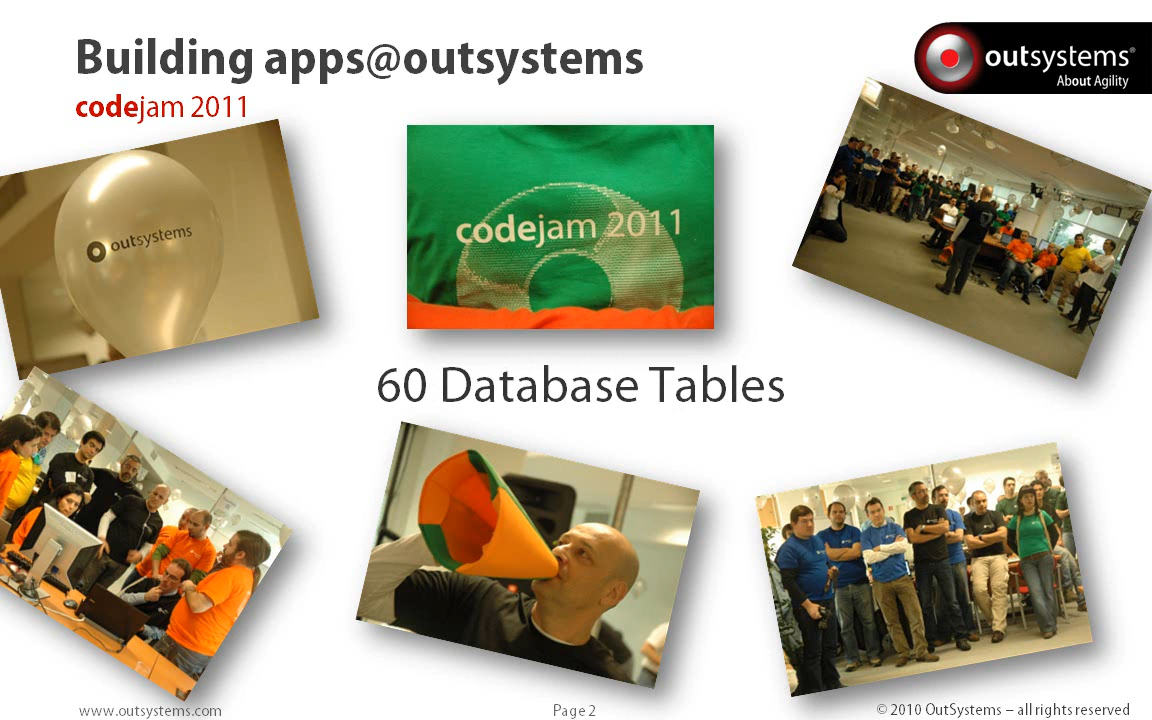 Building apps@outsystems
codejam 2011
outsystems®
About Agility
outsystems
codejam 2011
60 Database Tables
www.outsystems.com
Page 2
© 2010 OutSystems – all rights reserved